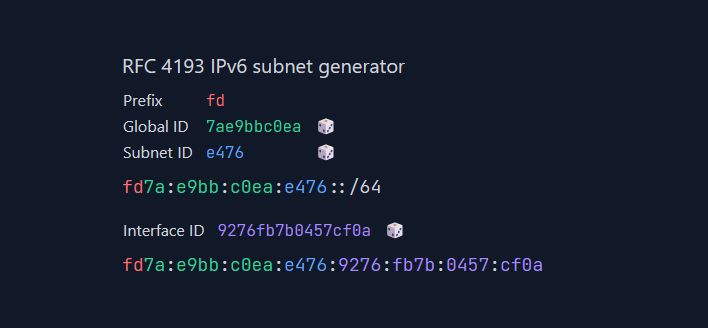 RFC 4193 IPv6 subnet generator
Prefix fd
Global ID 7ae9bbc0ea
Subnet ID e476
fd7a:e9bb:c0ea:e476::/64
Interface ID 9276fb7b0457cf0a
fd7a:e9bb:c0ea:e476:9276:fb7b:0457:cf0a